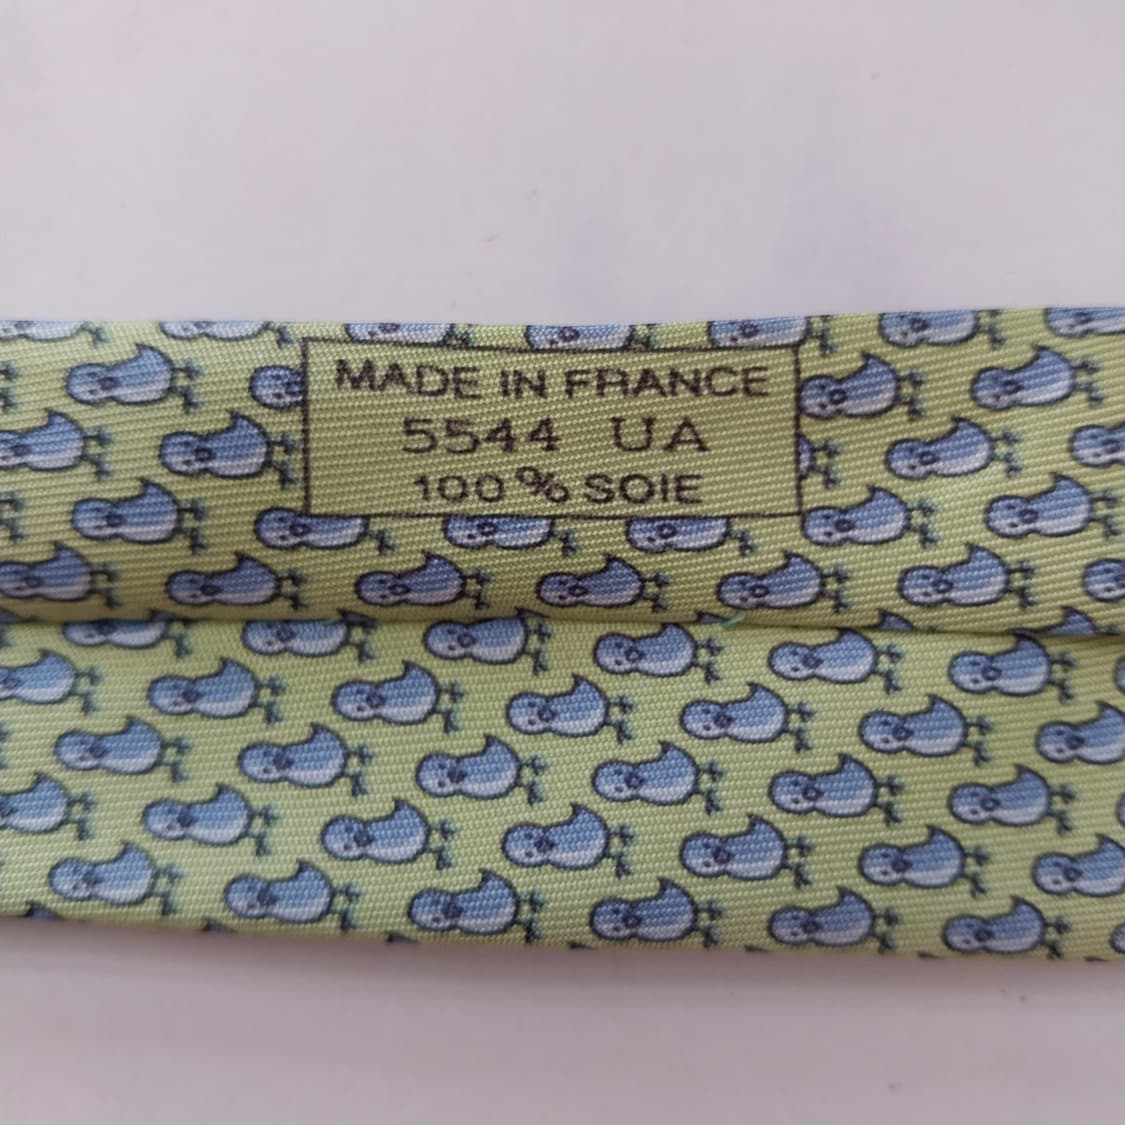 MADE IN FRANCE
5544 UA
100% SOIE